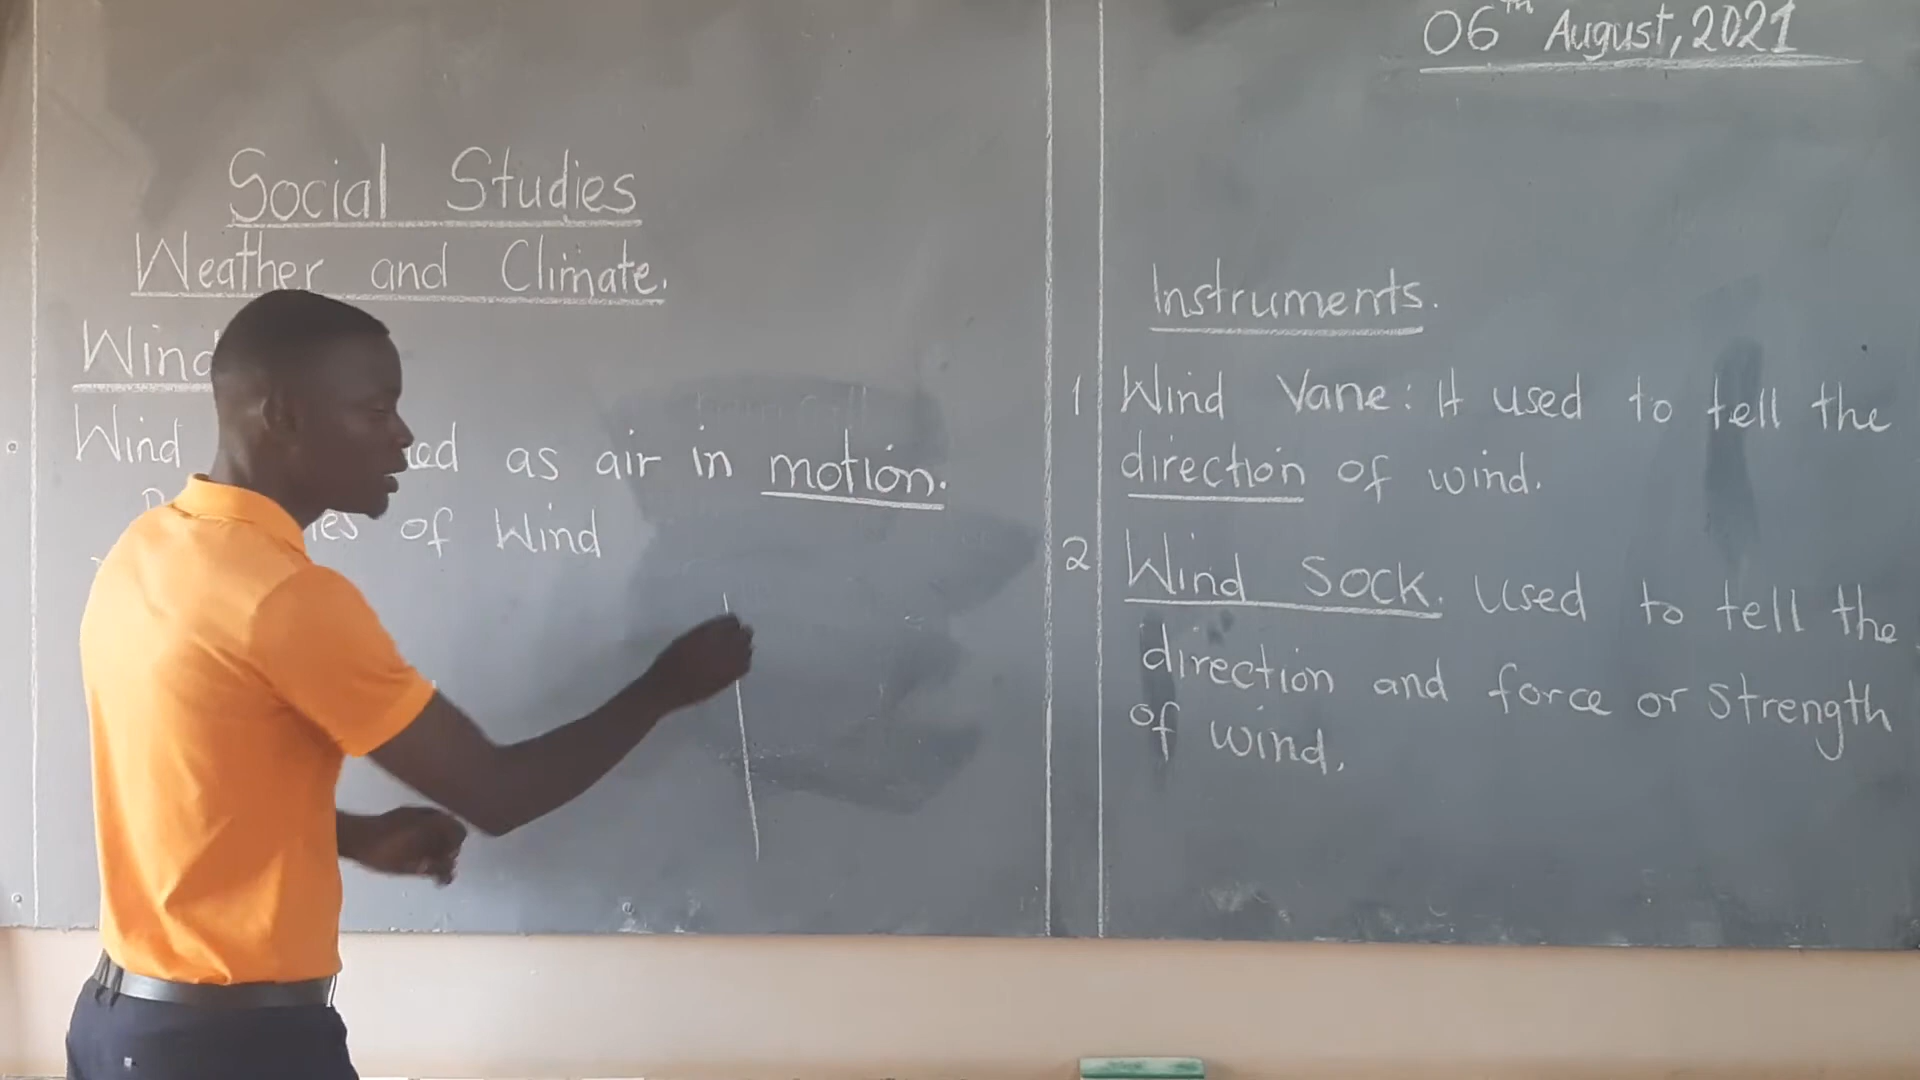 06th August, 2021
Social Studies
Weather and Climate.
Wind
Wind as air in motion.
of Wind
Instruments.
1 Wind Vane: It used to tell the
direction of wind.
2 Wind Sock. Used to tell the
direction and force or strength
of wind.